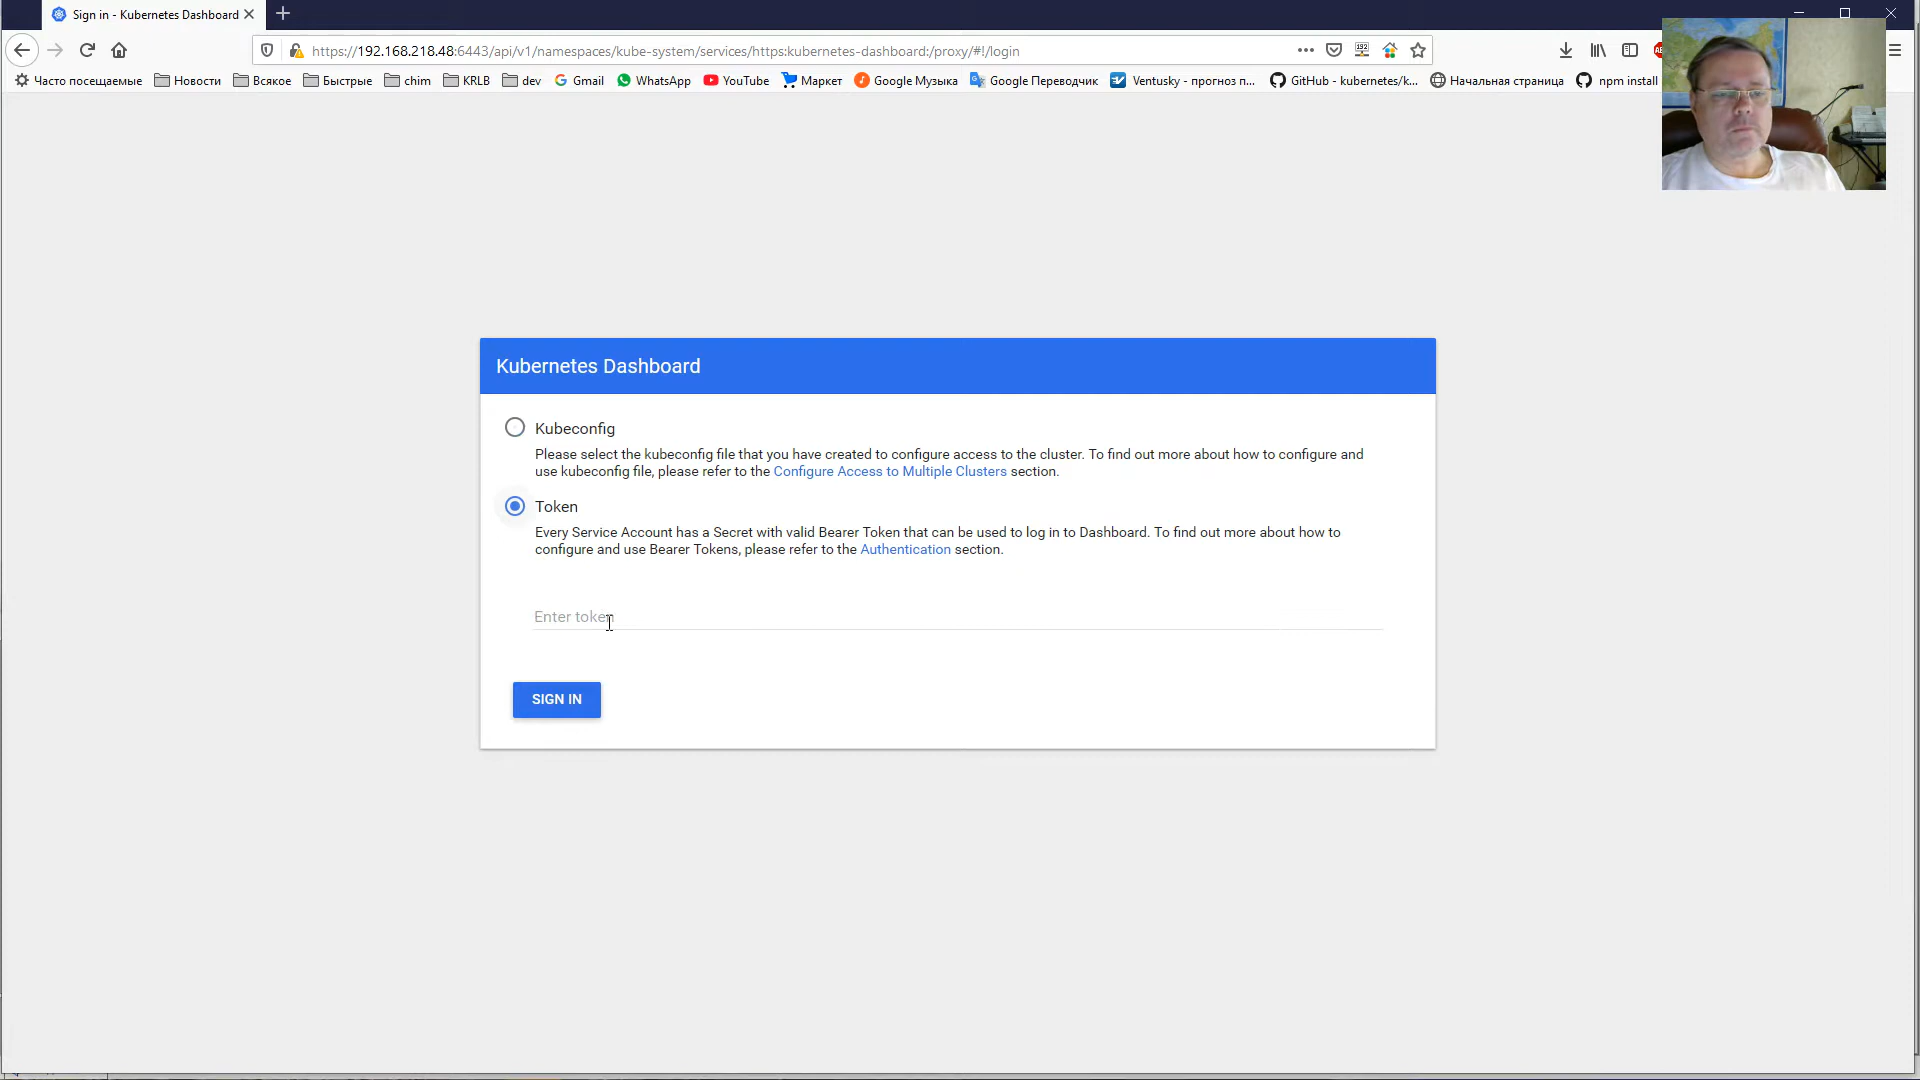 Sign in - Kubernetes Dashboard
https://192.168.218.48:6443/api/v1/namespaces/kube-system/services/https:kubernetes-dashboard:/proxy/#!/login
Часто посещаемые Новости Всякое Быстрые chim KRLB dev Gmail WhatsApp YouTube Маркет Google Музыка Google Переводчик Ventusky - прогноз п... GitHub - kubernetes/k... Начальная страница npm install
Kubernetes Dashboard
Kubeconfig
Please select the kubeconfig file that you have created to configure access to the cluster. To find out more about how to configure and
use kubeconfig file, please refer to the Configure Access to Multiple Clusters section.
Token
Every Service Account has a Secret with valid Bearer Token that can be used to log in to Dashboard. To find out more about how to
configure and use Bearer Tokens, please refer to the Authentication section.
Enter token
SIGN IN